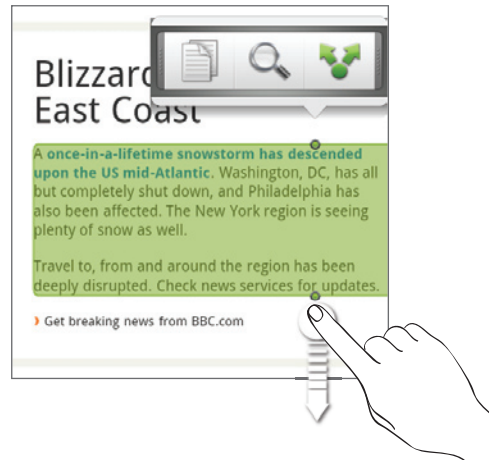 Blizzard
East Coast
A once-in-a-lifetime snowstorm has descended
upon the US mid-Atlantic. Washington, DC, has all
but completely shut down, and Philadelphia has
also been affected. The New York region is seeing
plenty of snow as well.
Travel to, from and around the region has been
deeply disrupted. Check news services for updates.
Get breaking news from BBC.com